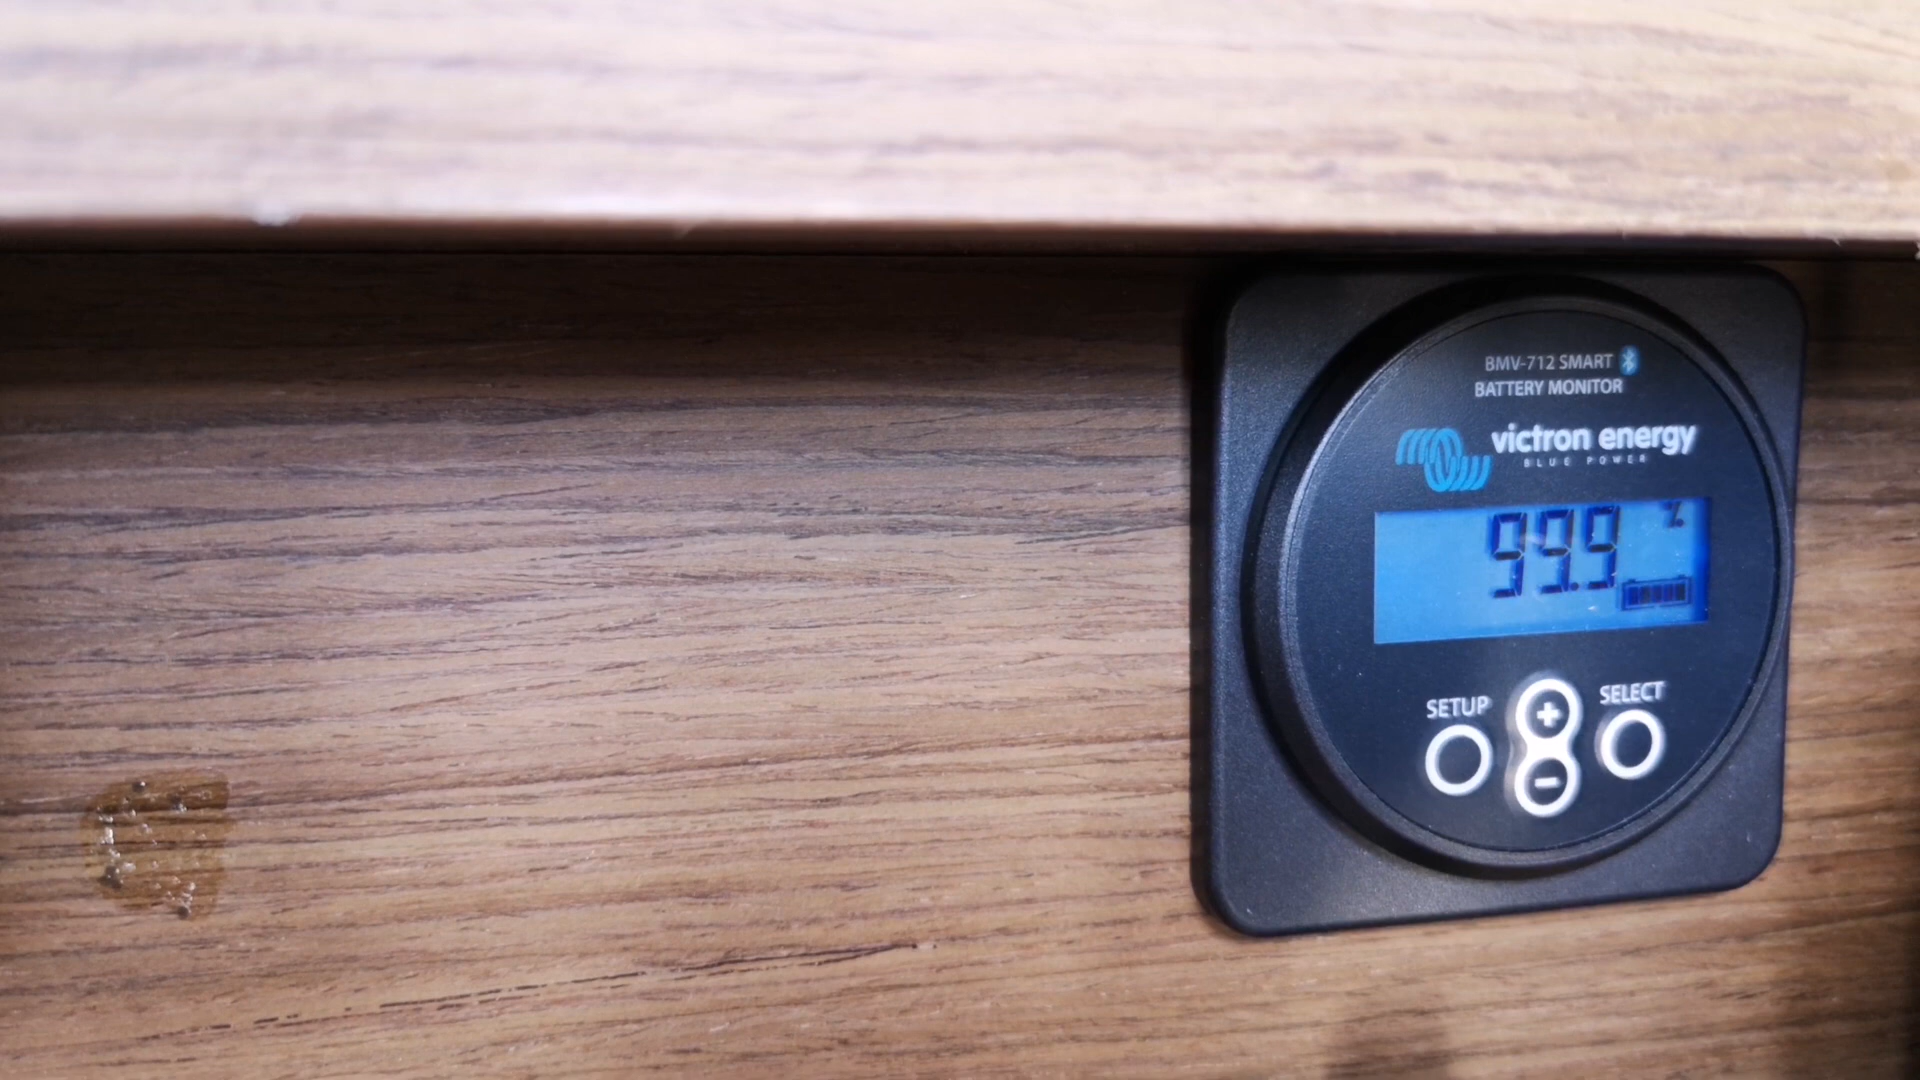 BMV-712 SMART
BATTERY MONITOR
victron energy
BLUE POWER
99.9 %
SETUP + SELECT
-